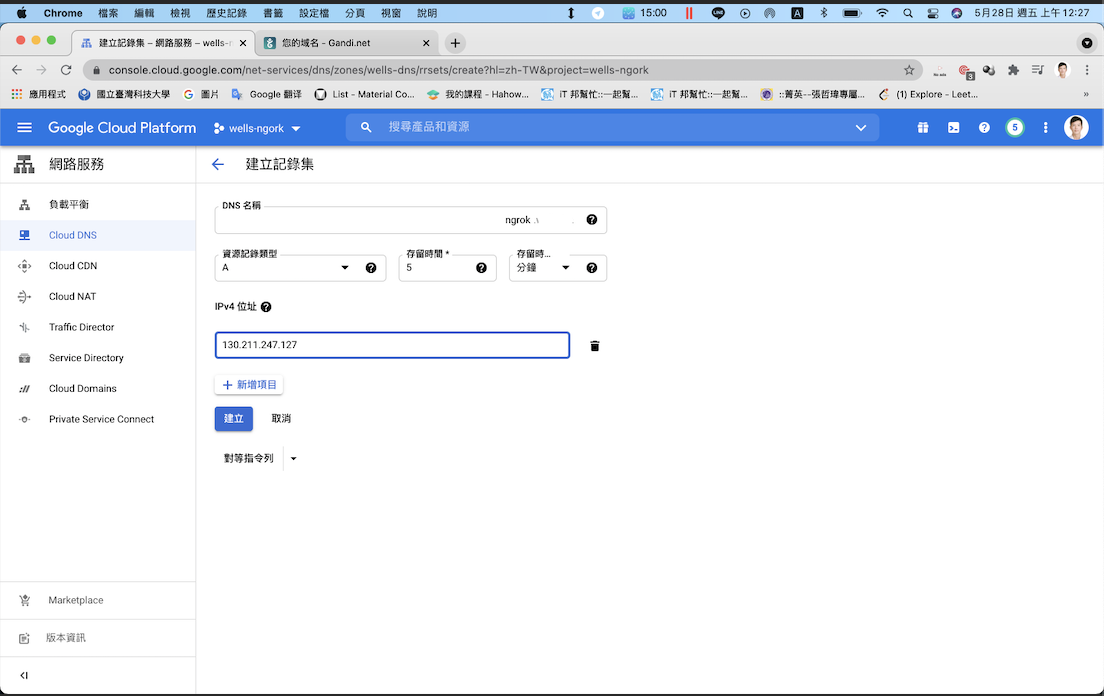 Chrome 檔案 編輯 檢視 歷史記錄 書籤 設定檔 分頁 視窗 說明 15:00 LINE A 5月28日 週五 上午12:27
建立記錄集 – 網路服務 – wells-n 您的域名 - Gandi.net
console.cloud.google.com/net-services/dns/zones/wells-dns/rrsets/create?hl=zh-TW&project=wells-ngork 3
應用程式 國立臺灣科技大學 圖片 Google 翻译 List - Material Co... 我的課程 - Hahow... iT 邦幫忙::一起幫... iT 邦幫忙::一起幫... ::菁英--張哲瑋專屬... (1) Explore - Leet... »
Google Cloud Platform wells-ngork 搜尋產品和資源 5
網路服務 建立記錄集
負載平衡
Cloud DNS
Cloud CDN
Cloud NAT
Traffic Director
Service Directory
Cloud Domains
Private Service Connect
DNS 名稱
ngrok
資源記錄類型 存留時間 * 存留時...
A 5 分鐘
IPv4 位址
130.211.247.127
新增項目
建立 取消
對等指令列
Marketplace
版本資訊